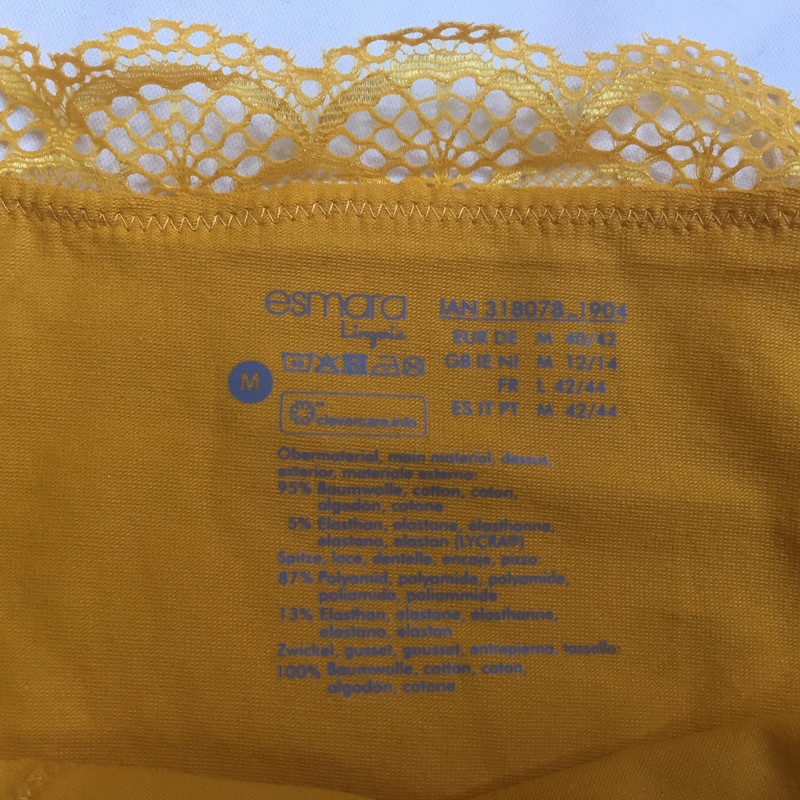 esmara
Lingerie
IAN 318078_1904
EUR DE M 40/42
GB IE NI M 12/14
FR L 42/44
ES IT PT M 42/44
M
clevercare.info
Obermaterial, main material, dessus,
exterior, materiale esterno:
95% Baumwolle, cotton, coton,
algodón, cotone
5% Elasthan, elastane, élasthanne,
elastano, elastan (LYCRA®)
Spitze, lace, dentelle, encaje, pizzo:
87% Polyamid, polyamide, polyamide,
poliamida, poliammide
13% Elasthan, elastane, élasthanne,
elastano, elastan
Zwickel, gusset, gousset, entrepierna, tassello:
100% Baumwolle, cotton, coton,
algodón, cotone